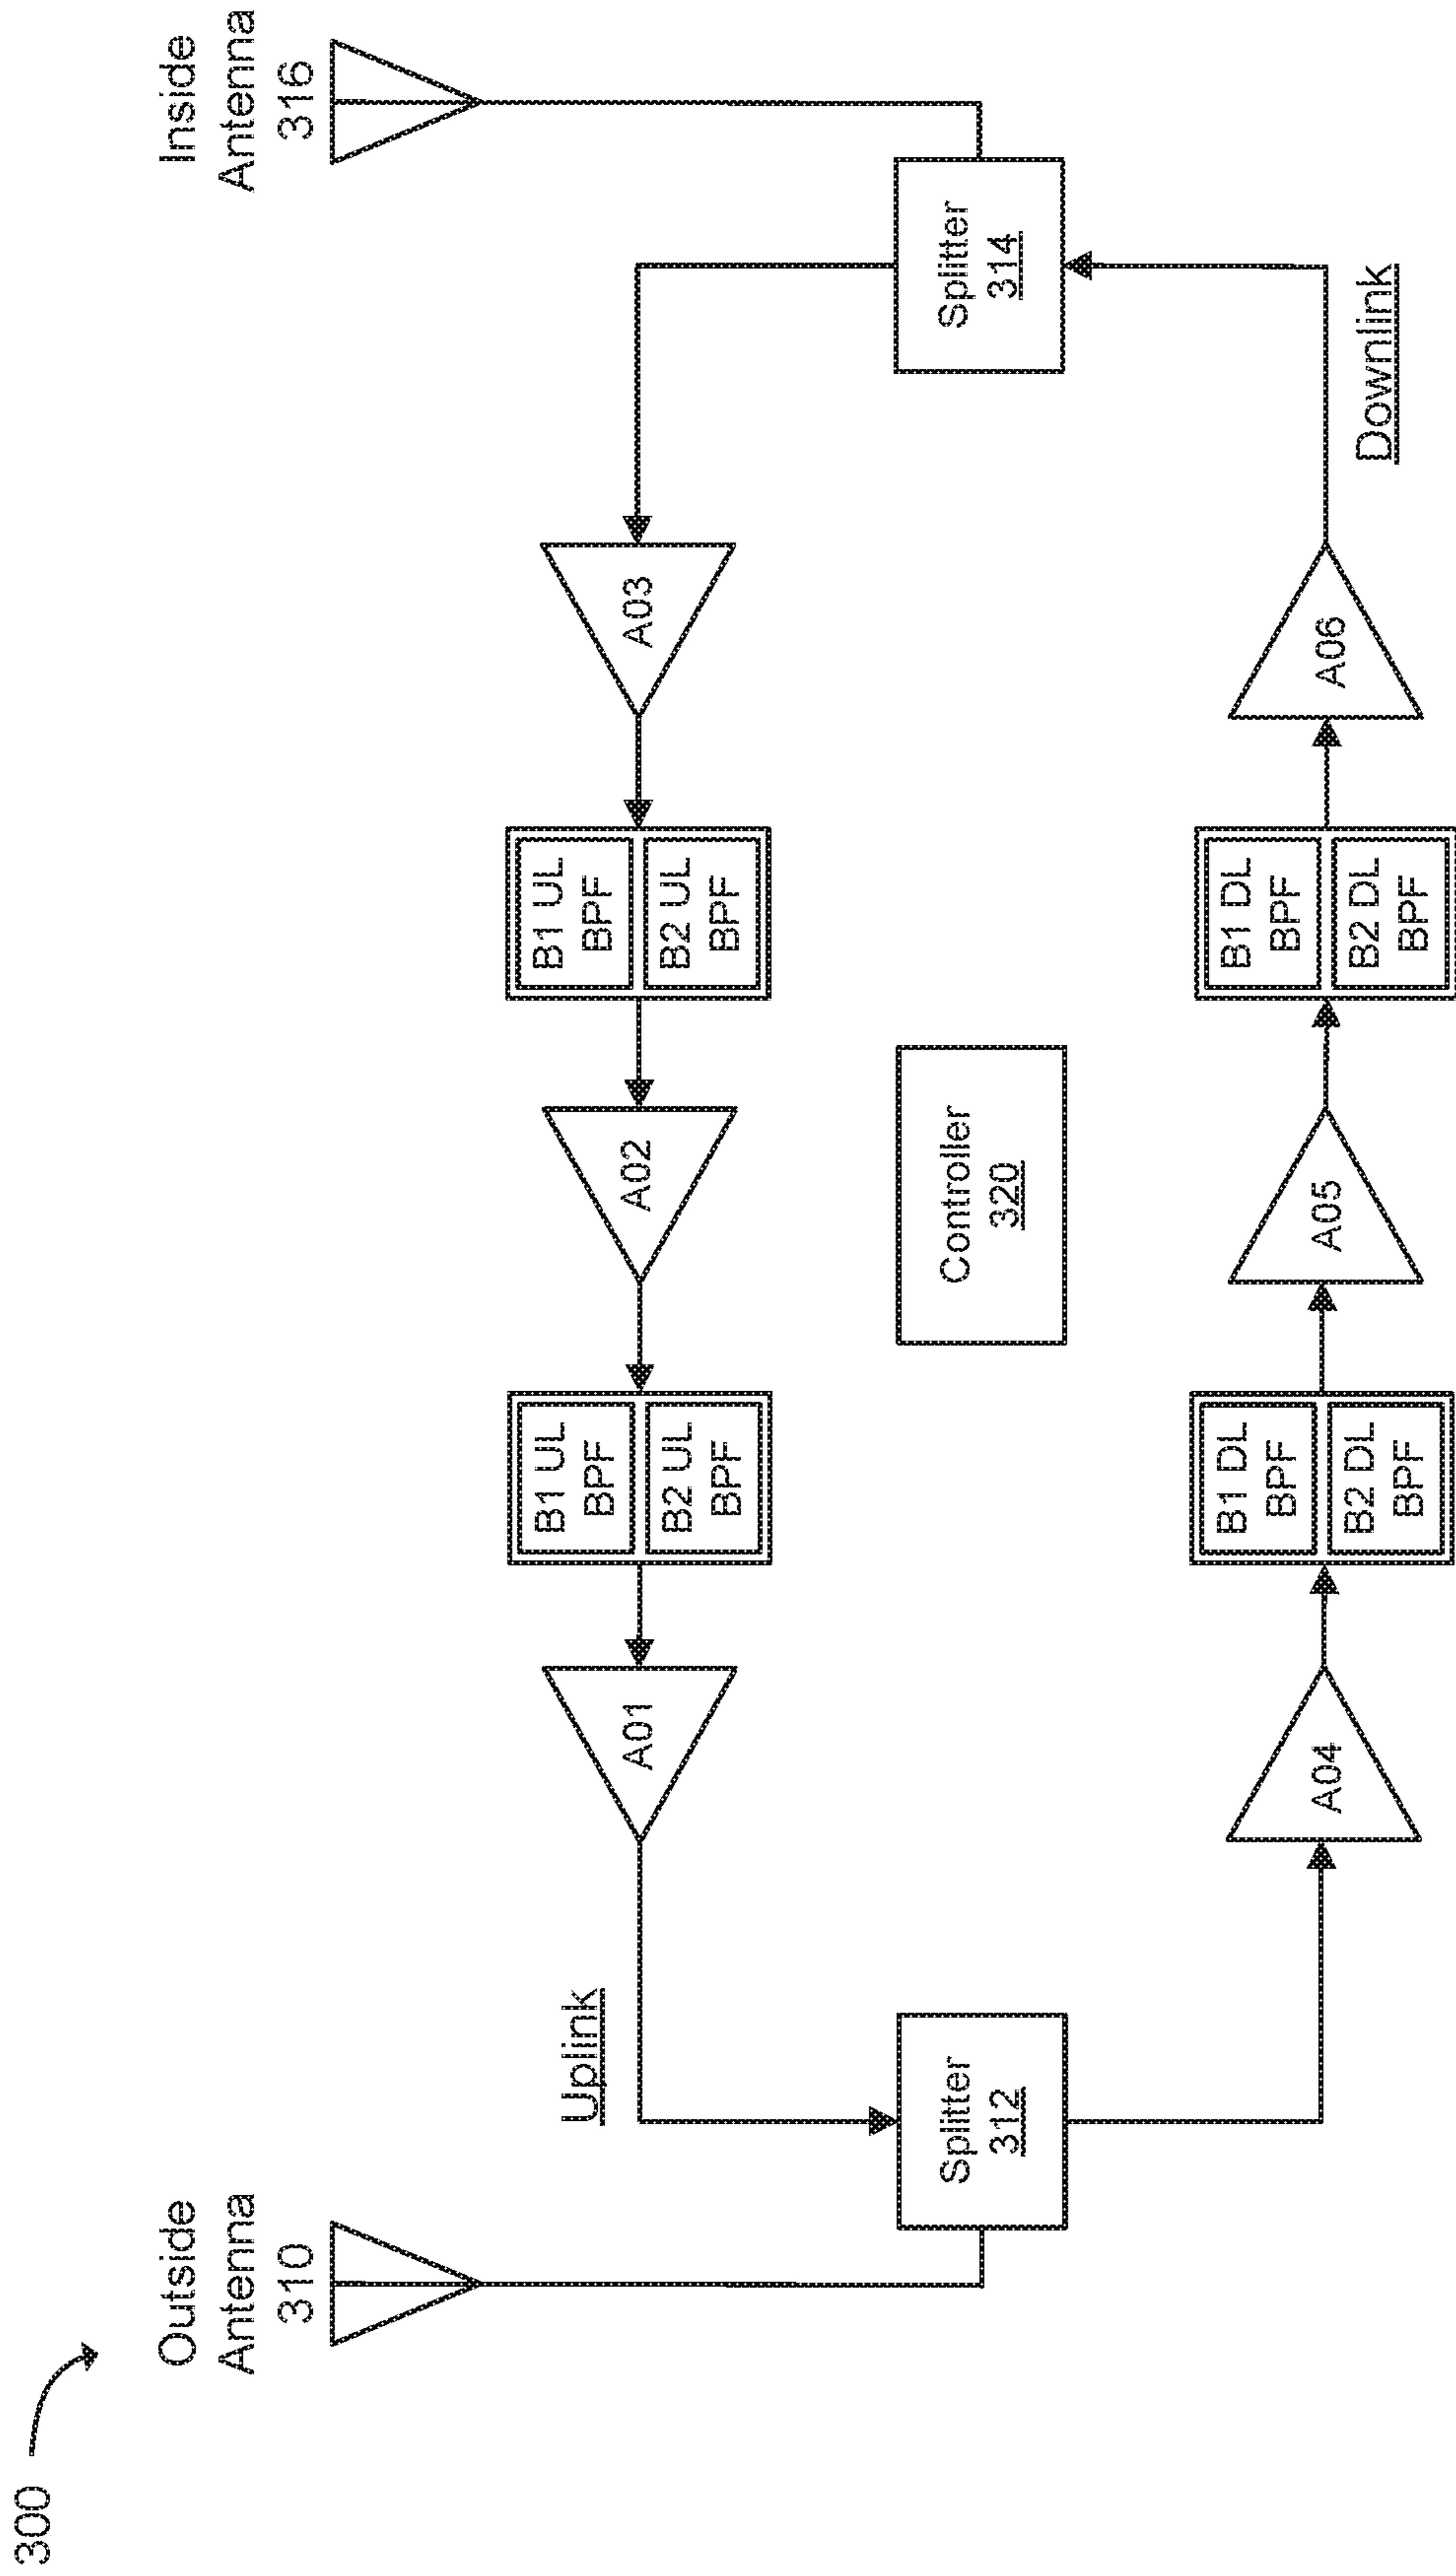 300
Outside
Antenna
310
Inside
Antenna
316
Uplink
A01
B1 UL
BPF
B2 UL
BPF
A02
B1 UL
BPF
B2 UL
BPF
A03
Splitter
312
Controller
320
Splitter
314
A04
B1 DL
BPF
B2 DL
BPF
A05
B1 DL
BPF
B2 DL
BPF
A06
Downlink